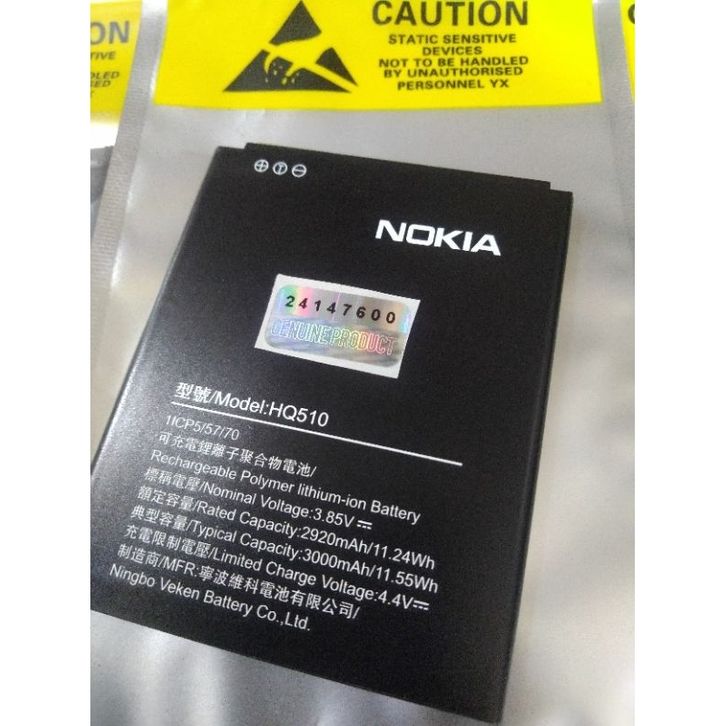 CAUTION
STATIC SENSITIVE
DEVICES
NOT TO BE HANDLED
BY UNAUTHORISED
PERSONNEL YX
NOKIA
24147600
GENUINE PRODUCT
型號/Model:HQ510
1ICP5/57/70
可充電鋰離子聚合物電池/
Rechargeable Polymer lithium-ion Battery
標稱電壓/Nominal Voltage:3.85V⎓
額定容量/Rated Capacity:2920mAh/11.24Wh
典型容量/Typical Capacity:3000mAh/11.55Wh
充電限制電壓/Limited Charge Voltage:4.4V⎓
制造商/MFR:寧波維科電池有限公司/
Ningbo Veken Battery Co.,Ltd.